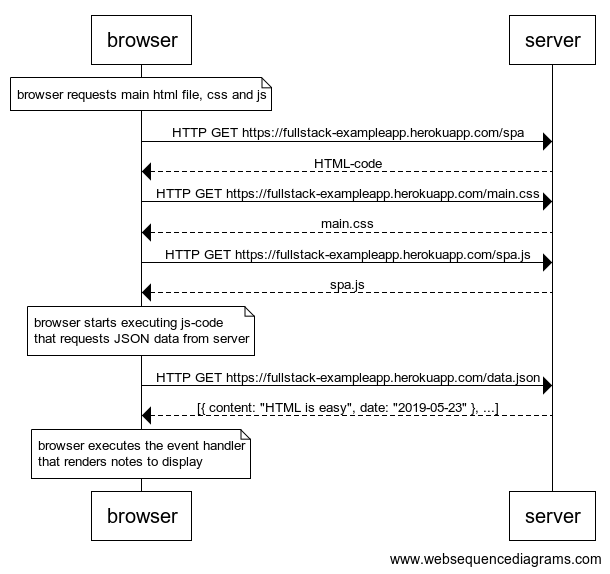 browser
server
browser requests main html file, css and js
HTTP GET https://fullstack-exampleapp.herokuapp.com/spa
HTML-code
HTTP GET https://fullstack-exampleapp.herokuapp.com/main.css
main.css
HTTP GET https://fullstack-exampleapp.herokuapp.com/spa.js
spa.js
browser starts executing js-code
that requests JSON data from server
HTTP GET https://fullstack-exampleapp.herokuapp.com/data.json
[{ content: "HTML is easy", date: "2019-05-23" }, ...]
browser executes the event handler
that renders notes to display
browser
server
www.websequencediagrams.com